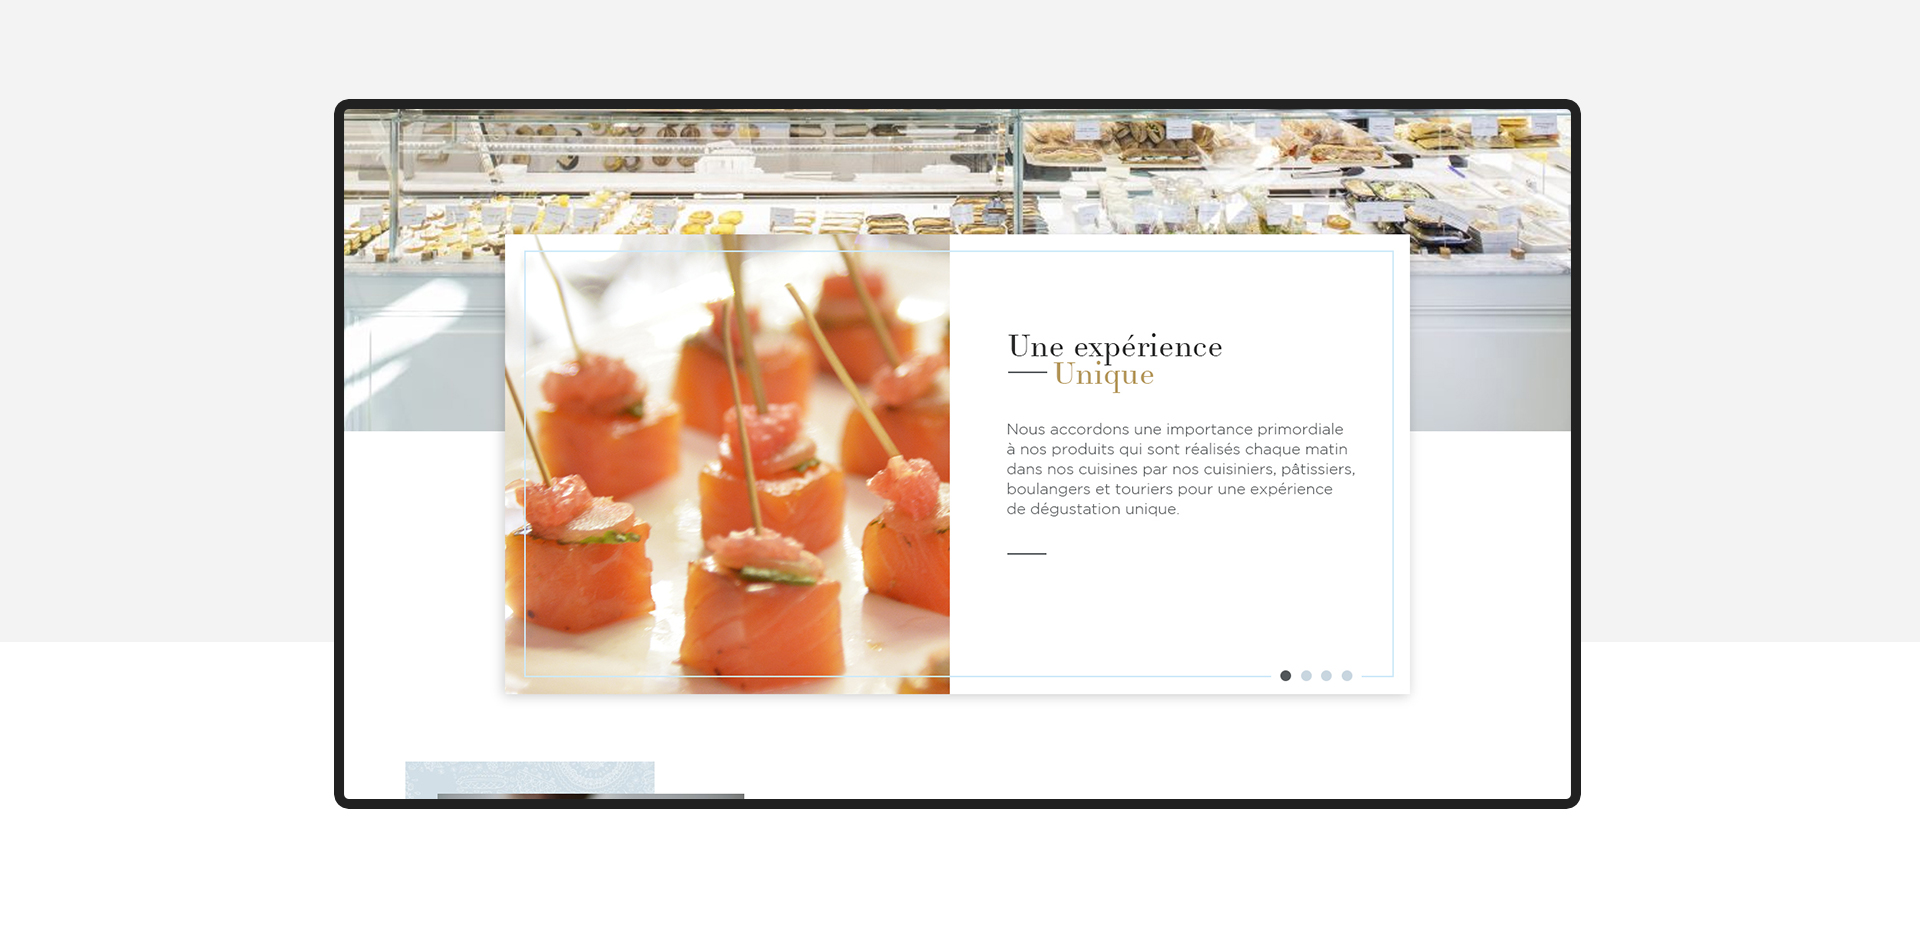 Une expérience
Unique
Nous accordons une importance primordiale
à nos produits qui sont réalisés chaque matin
dans nos cuisines par nos cuisiniers, pâtissiers,
boulangers et touriers pour une expérience
de dégustation unique.